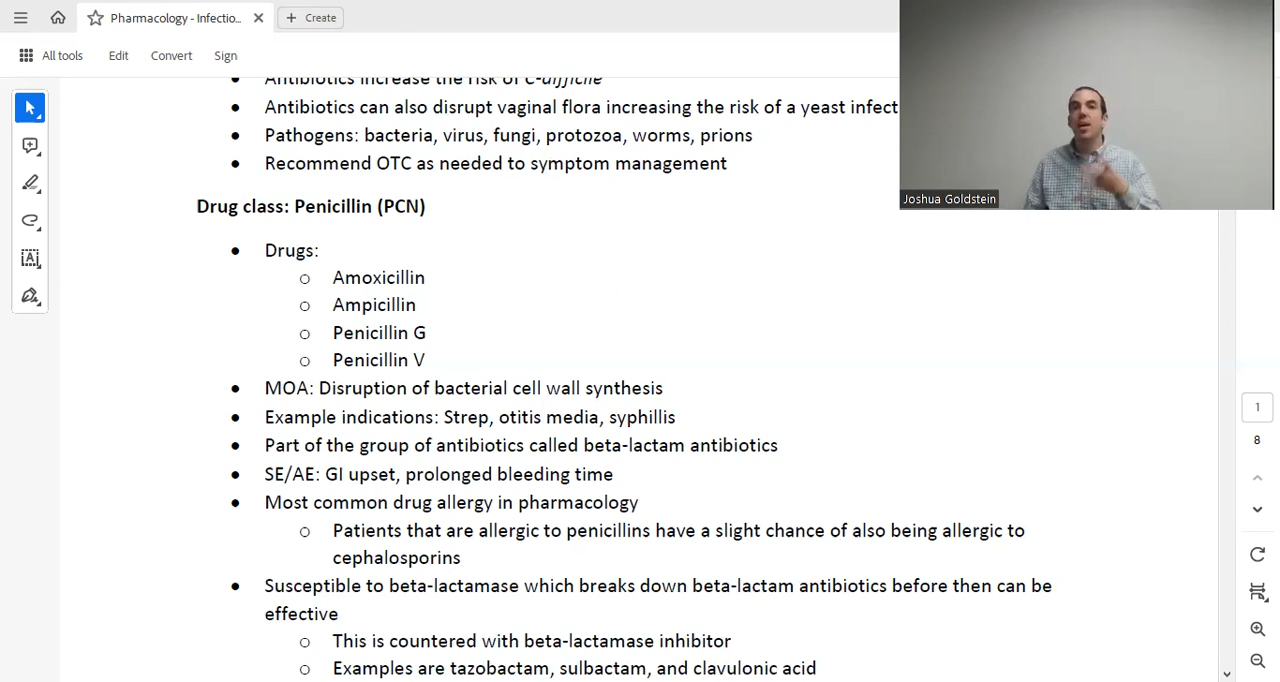 Pharmacology - Infectio...
Create
All tools
Edit
Convert
Sign
Antibiotics increase the risk of C-difficile
Antibiotics can also disrupt vaginal flora increasing the risk of a yeast infect
Pathogens: bacteria, virus, fungi, protozoa, worms, prions
Recommend OTC as needed to symptom management
Joshua Goldstein
Drug class: Penicillin (PCN)
Drugs:
Amoxicillin
Ampicillin
Penicillin G
Penicillin V
MOA: Disruption of bacterial cell wall synthesis
Example indications: Strep, otitis media, syphillis
Part of the group of antibiotics called beta-lactam antibiotics
SE/AE: GI upset, prolonged bleeding time
Most common drug allergy in pharmacology
Patients that are allergic to penicillins have a slight chance of also being allergic to
cephalosporins
Susceptible to beta-lactamase which breaks down beta-lactam antibiotics before then can be
effective
This is countered with beta-lactamase inhibitor
Examples are tazobactam, sulbactam, and clavulonic acid
1
8